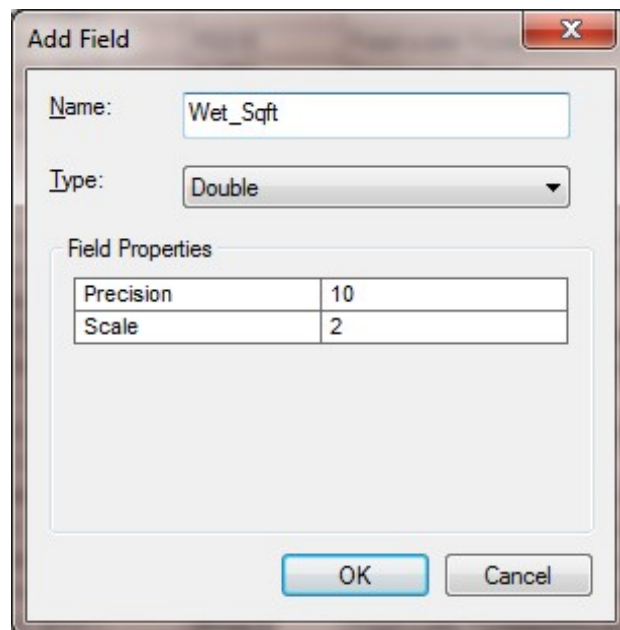 Add Field
Name:
Wet_Sqft
Type:
Double
Field Properties
Precision 10
Scale 2
OK Cancel